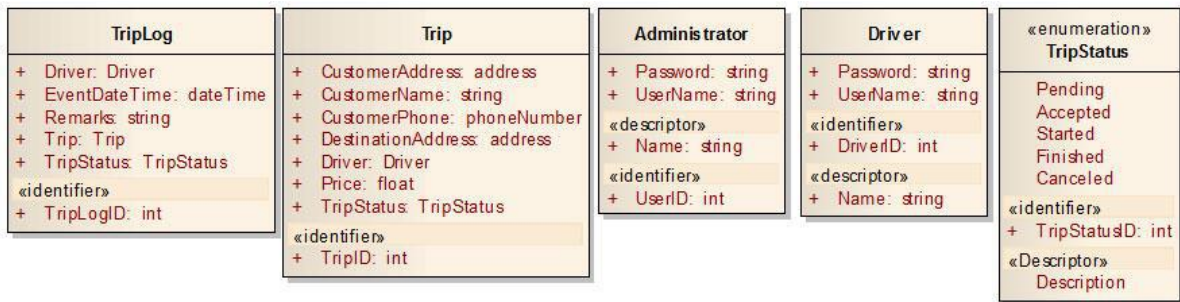 TripLog
+ Driver: Driver
+ EventDateTime: dateTime
+ Remarks: string
+ Trip: Trip
+ TripStatus: TripStatus
«identifier»
+ TripLogID: int
Trip
+ CustomerAddress: address
+ CustomerName: string
+ CustomerPhone: phoneNumber
+ DestinationAddress: address
+ Driver: Driver
+ Price: float
+ TripStatus: TripStatus
«identifier»
+ TripID: int
Administrator
+ Password: string
+ UserName: string
«descriptor»
+ Name: string
«identifier»
+ UserID: int
Driver
+ Password: string
+ UserName: string
«identifier»
+ DriverID: int
«descriptor»
+ Name: string
«enumeration»
TripStatus
Pending
Accepted
Started
Finished
Canceled
«identifier»
+ TripStatusID: int
«Descriptor»
Description